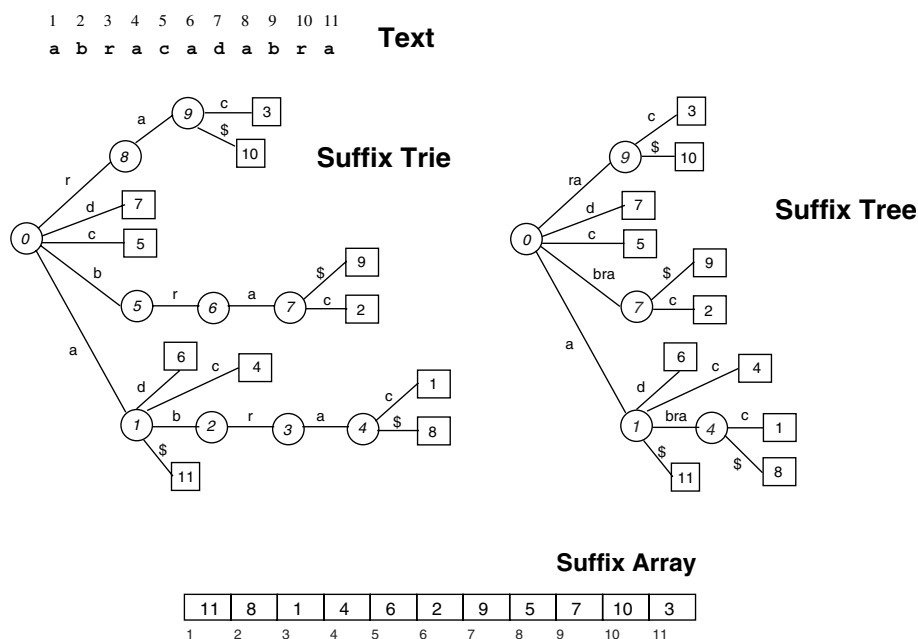 1 2 3 4 5 6 7 8 9 10 11
a b r a c a d a b r a
Text
Suffix Trie
r
a
c
$
d
c
b
r
a
$
c
a
d
c
b
r
a
c
$
$
0
8
9
3
10
7
5
5
6
7
9
2
6
4
1
2
3
4
1
8
11
Suffix Tree
ra
c
$
d
c
bra
$
c
a
d
c
bra
c
$
$
0
9
3
10
7
5
7
9
2
6
4
1
4
1
8
11
Suffix Array
11 8 1 4 6 2 9 5 7 10 3
1 2 3 4 5 6 7 8 9 10 11